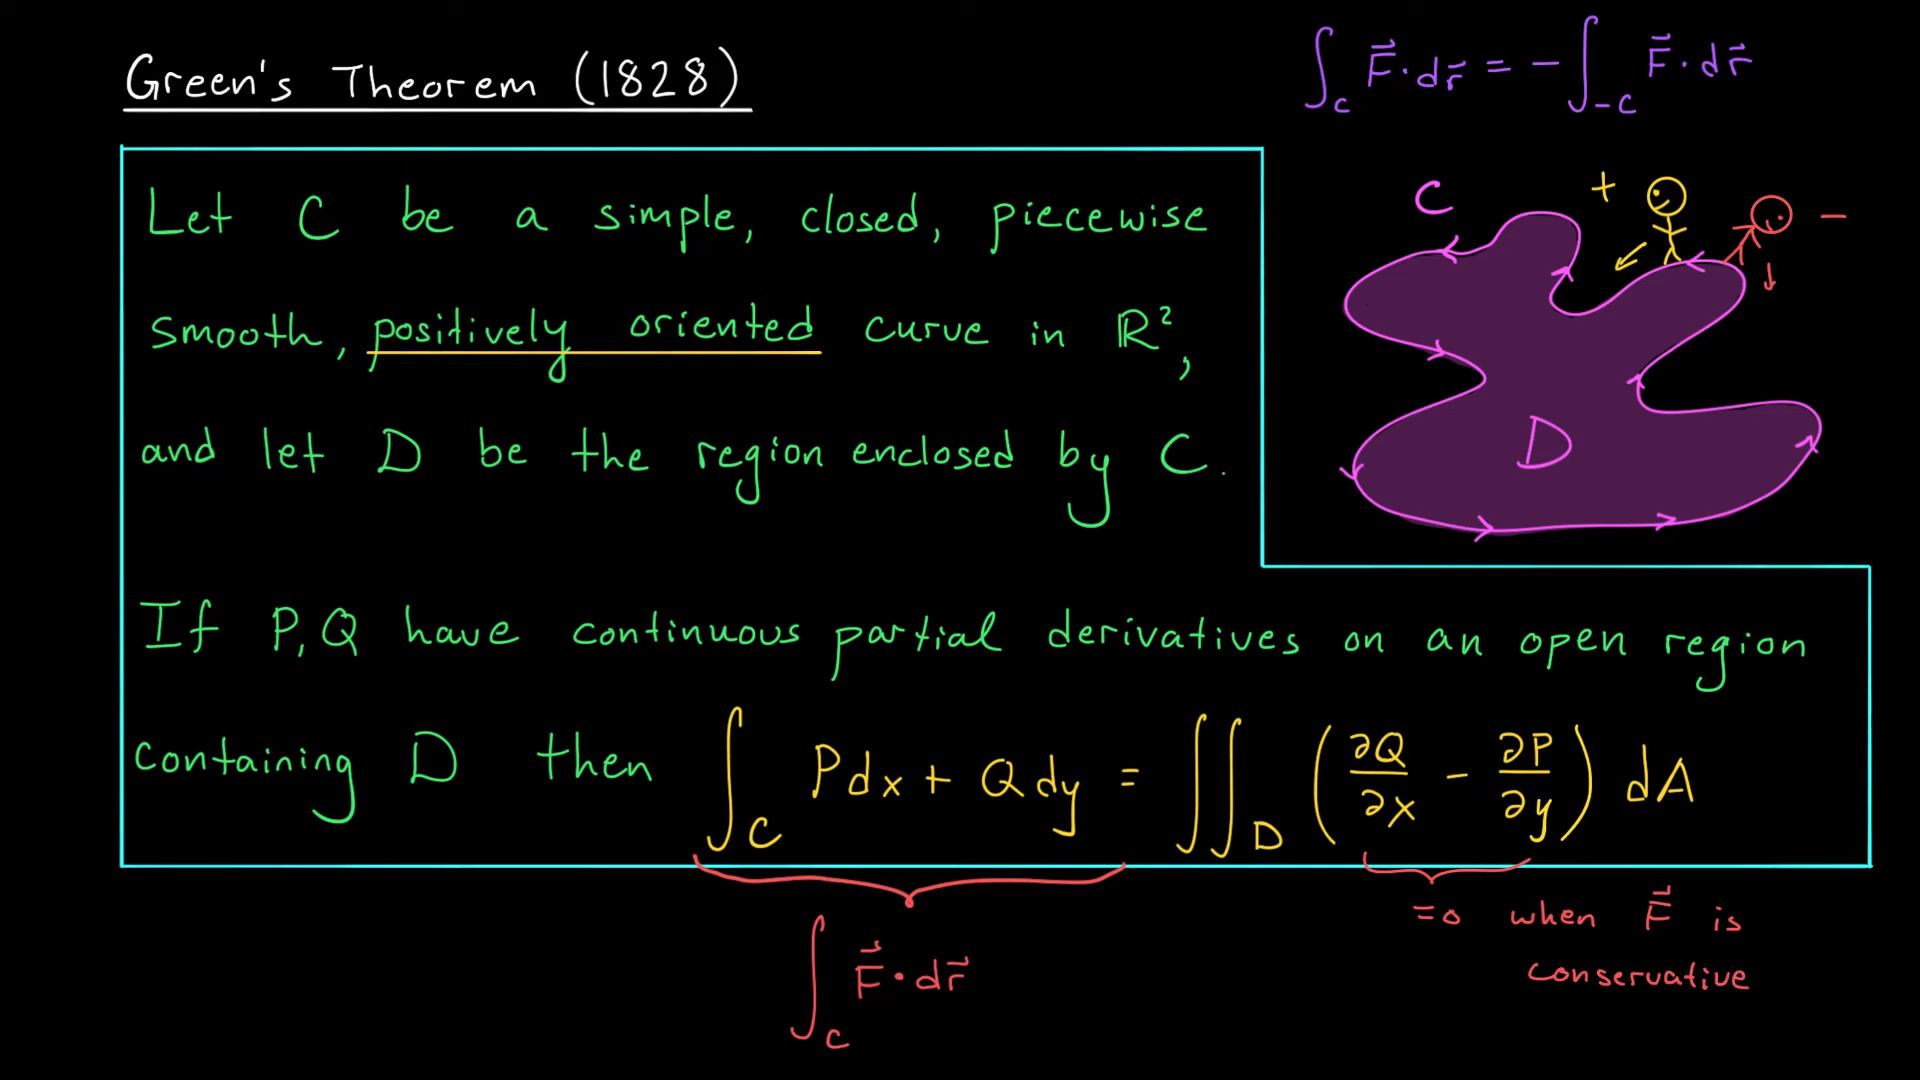 Green's Theorem (1828)
∫_C F⃗·dr⃗ = -∫_-C F⃗·dr⃗
Let C be a simple, closed, piecewise
smooth, positively oriented curve in ℝ²,
and let D be the region enclosed by C.
C
+
−
D
If P,Q have continuous partial derivatives on an open region
containing D then ∫_C Pdx + Qdy = ∬_D (∂Q/∂x - ∂P/∂y) dA
=0 when F⃗ is
conservative
∫_C F⃗·dr⃗